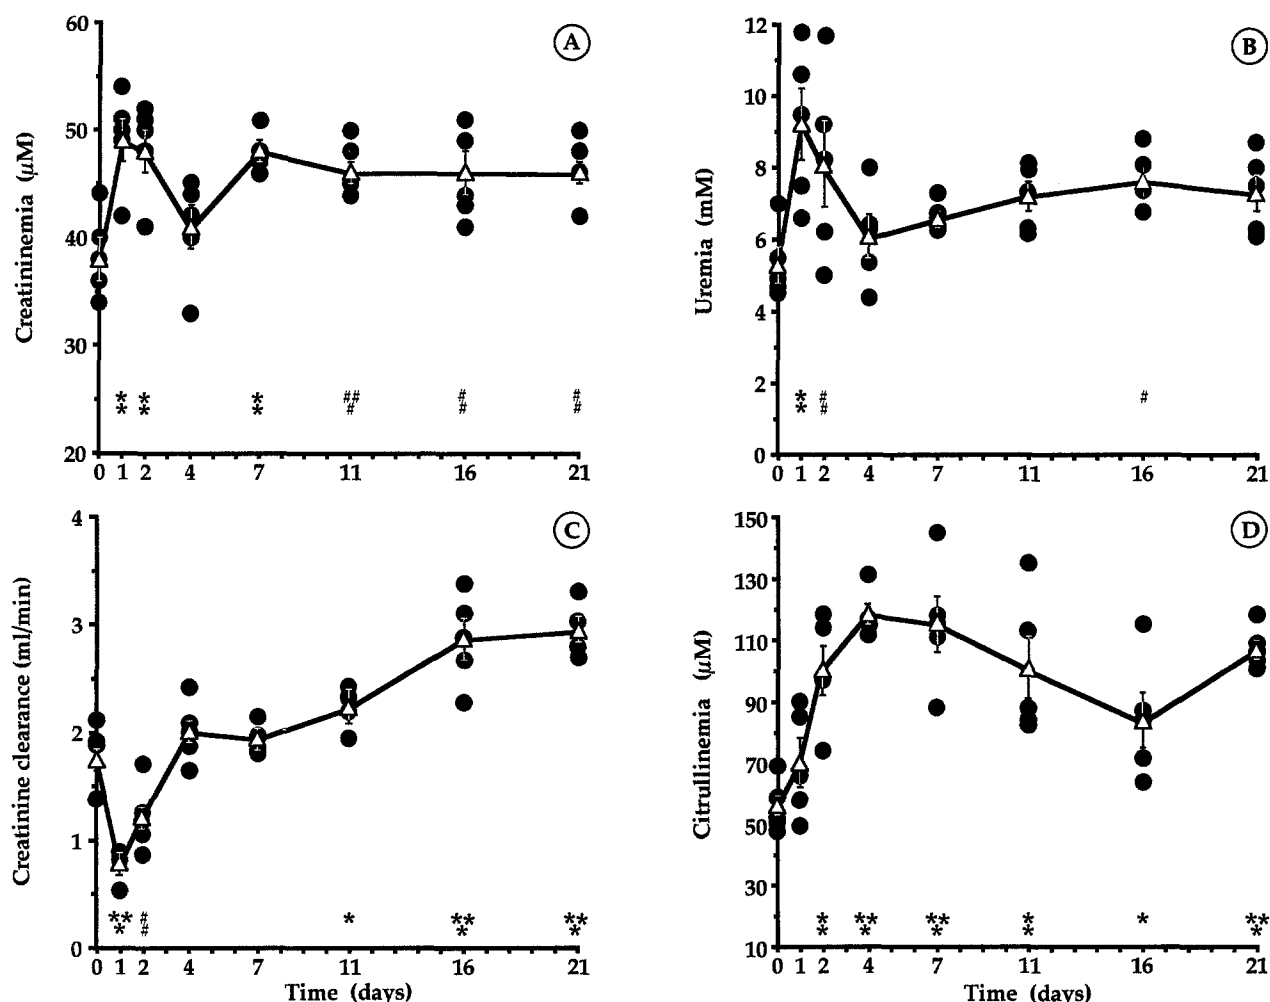 A
Creatininemia (μM)
60
50
40
30
20
** ** ** ### ## ##
0 1 2 4 7 11 16 21
B
Uremia (mM)
12
10
8
6
4
2
0
** ## #
0 1 2 4 7 11 16 21
C
Creatinine clearance (ml/min)
4
3
2
1
0
*** ## * *** ***
0 1 2 4 7 11 16 21
Time (days)
D
Citrullinemia (μM)
150
130
110
90
70
50
30
10
** *** *** ** * ***
0 1 2 4 7 11 16 21
Time (days)